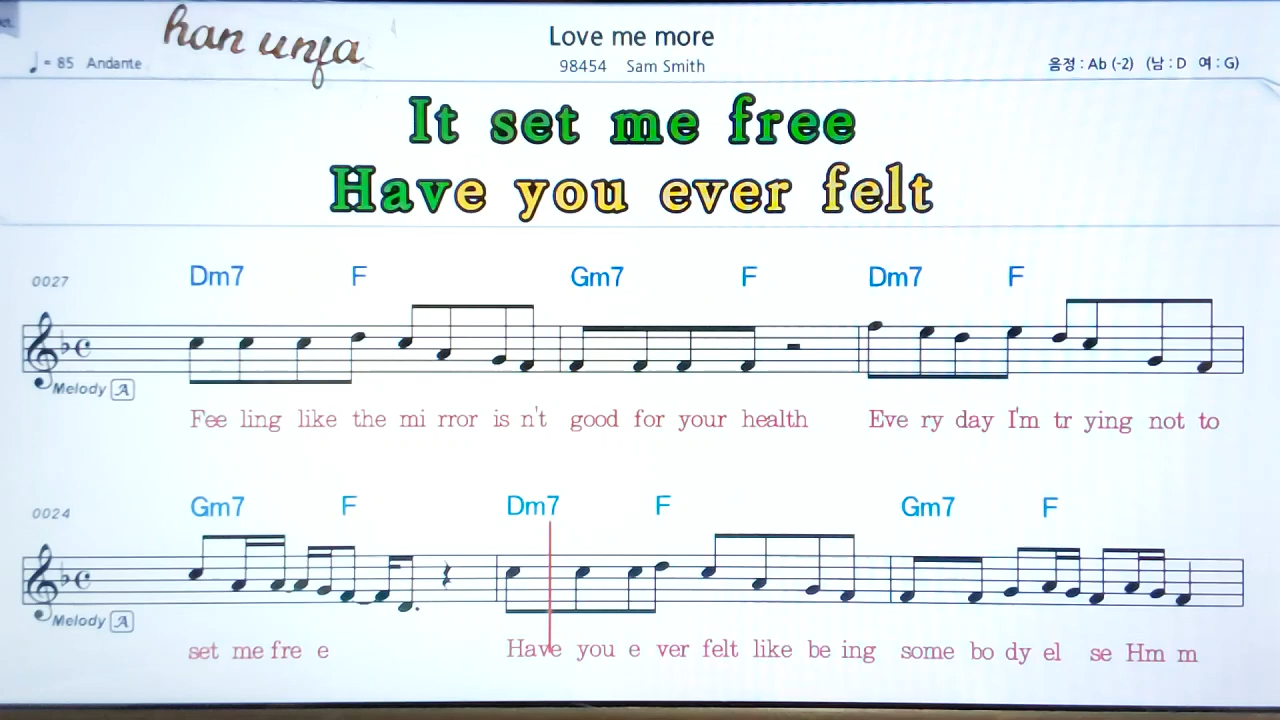 han unja
Love me more
♩= 85 Andante
98454 Sam Smith
음정 : Ab (-2) (남 : D 여 : G)
It set me free
Have you ever felt
0027
Dm7 F Gm7 F Dm7 F
Melody A
Fee ling like the mi rror is n't good for your health Eve ry day I'm tr ying not to
0024
Gm7 F Dm7 F Gm7 F
Melody A
set me fre e Have you e ver felt like be ing some bo dy el se Hm m